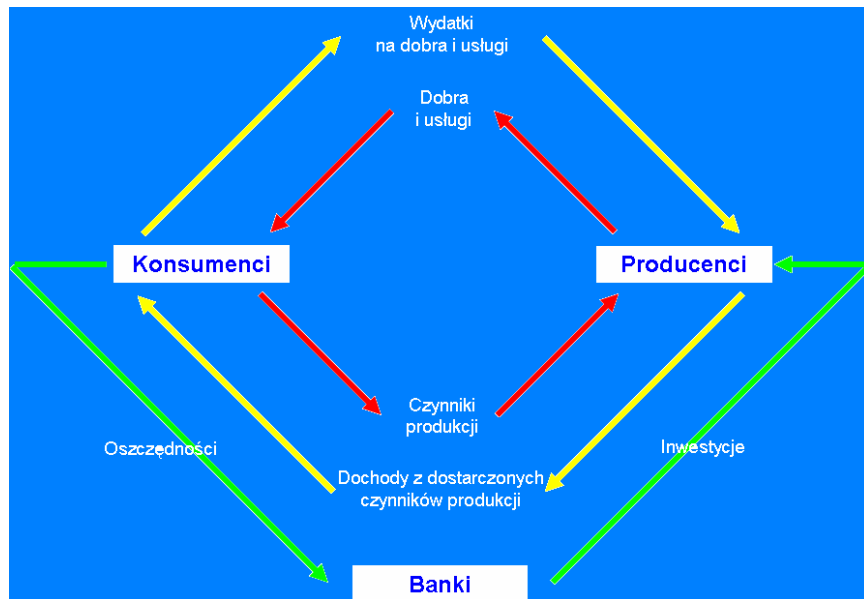 Wydatki
na dobra i usługi
Dobra
i usługi
Konsumenci
Producenci
Czynniki
produkcji
Oszczędności
Inwestycje
Dochody z dostarczonych
czynników produkcji
Banki